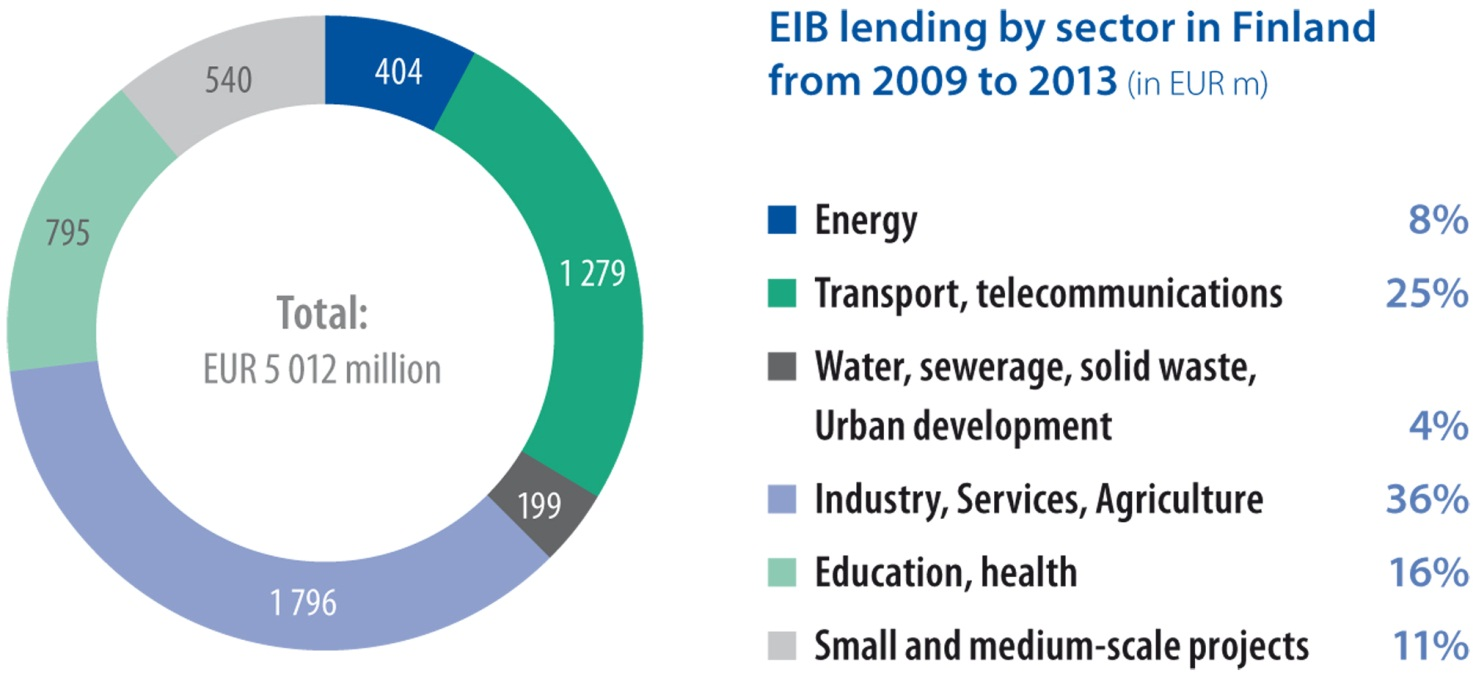 EIB lending by sector in Finland
from 2009 to 2013 (in EUR m)
404
540
1 279
795
Total:
EUR 5 012 million
199
1 796
Energy 8%
Transport, telecommunications 25%
Water, sewerage, solid waste,
Urban development 4%
Industry, Services, Agriculture 36%
Education, health 16%
Small and medium-scale projects 11%